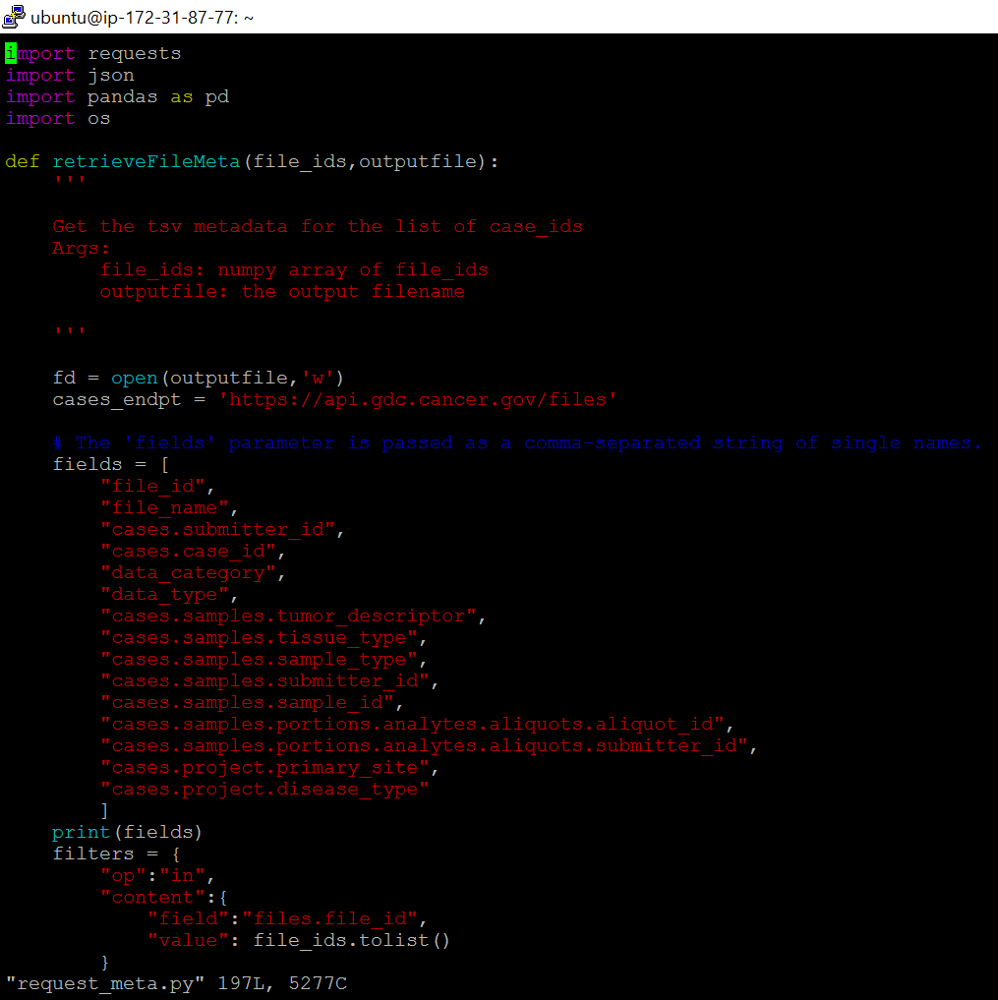 ubuntu@ip-172-31-87-77: ~
import requests
import json
import pandas as pd
import os

def retrieveFileMeta(file_ids,outputfile):
    '''

    Get the tsv metadata for the list of case_ids
    Args:
        file_ids: numpy array of file_ids
        outputfile: the output filename

    '''

    fd = open(outputfile,'w')
    cases_endpt = 'https://api.gdc.cancer.gov/files'

    # The 'fields' parameter is passed as a comma-separated string of single names.
    fields = [
        "file_id",
        "file_name",
        "cases.submitter_id",
        "cases.case_id",
        "data_category",
        "data_type",
        "cases.samples.tumor_descriptor",
        "cases.samples.tissue_type",
        "cases.samples.sample_type",
        "cases.samples.submitter_id",
        "cases.samples.sample_id",
        "cases.samples.portions.analytes.aliquots.aliquot_id",
        "cases.samples.portions.analytes.aliquots.submitter_id",
        "cases.project.primary_site",
        "cases.project.disease_type"
        ]
    print(fields)
    filters = {
        "op":"in",
        "content":{
            "field":"files.file_id",
            "value": file_ids.tolist()
        }
"request_meta.py" 197L, 5277C